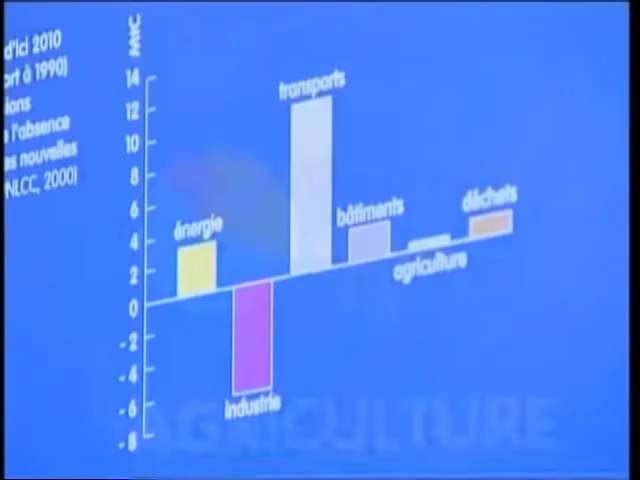 d'ici 2010
ort à 1990)
ions
l'absence
as nouvelles
NLCC, 2000)
MtC
14
12
10
8
6
4
2
0
-2
-4
-6
-8
énergie
industrie
transports
bâtiments
agriculture
déchets
AGRICULTURE